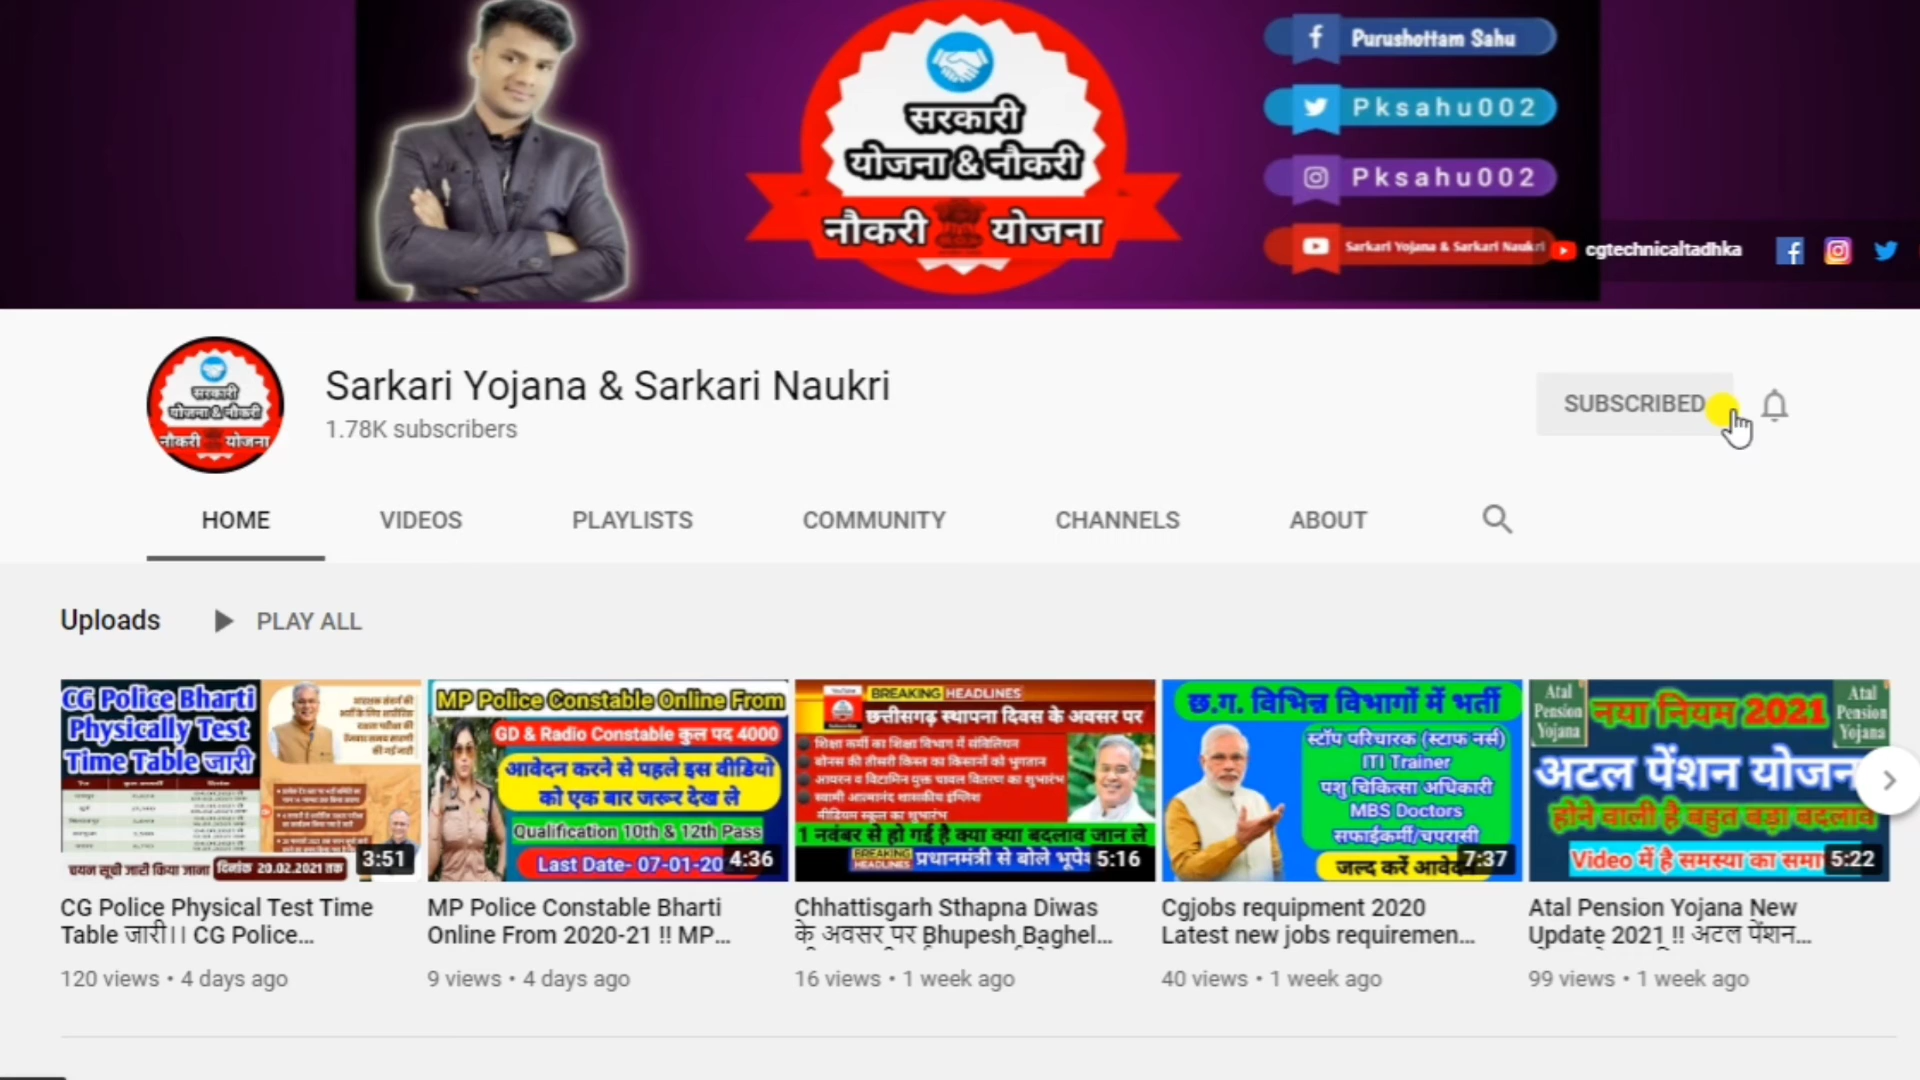 सरकारी
योजना & नौकरी
नौकरी योजना
Purushottam Sahu
Pksahu002
Pksahu002
Sarkari Yojana & Sarkari Naukri
cgtechnicaltadhka
सरकारी
योजना & नौकरी
नौकरी योजना
Sarkari Yojana & Sarkari Naukri
1.78K subscribers
SUBSCRIBED
HOME VIDEOS PLAYLISTS COMMUNITY CHANNELS ABOUT
Uploads PLAY ALL
CG Police Bharti
Physically Test
Time Table जारी
चयन सूची जारी किया जाना दिनांक 20.02.2021 तक
3:51
MP Police Constable Online From
GD & Radio Constable कुल पद 4000
आवेदन करने से पहले इस वीडियो
को एक बार जरूर देख ले
Qualification 10th & 12th Pass
Last Date- 07-01-20
4:36
BREAKING HEADLINES
छत्तीसगढ़ स्थापना दिवस के अवसर पर
शिक्षा कर्मी का शिक्षा विभाग में संविलियन
बोनस की तीसरी किस्त का किसानों को भुगतान
स्वामी आत्मानंद शासकीय इंग्लिश
मीडियम स्कूल का शुभारंभ
1 नवंबर से हो गई है क्या क्या बदलाव जान ले
BREAKING HEADLINES प्रधानमंत्री से बोले भूपे
5:16
छ.ग. विभिन्न विभागों में भर्ती
स्टॉप परिचारक (स्टाफ नर्स)
ITI Trainer
पशु चिकित्सा अधिकारी
MBS Doctors
सफाईकर्मी/चपरासी
जल्द करें आवेदन
7:37
Atal
Pension
Yojana
नया नियम 2021
Atal
Pension
Yojana
अटल पेंशन योजन
होने वाली है बहुत बड़ा बदलाव
Video में है समस्या का समा
5:22
CG Police Physical Test Time
Table जारी।। CG Police...
120 views • 4 days ago
MP Police Constable Bharti
Online From 2020-21 !! MP...
9 views • 4 days ago
Chhattisgarh Sthapna Diwas
के अवसर पर Bhupesh Baghel...
16 views • 1 week ago
Cgjobs requipment 2020
Latest new jobs requiremen...
40 views • 1 week ago
Atal Pension Yojana New
Update 2021 !! अटल पेंशन...
99 views • 1 week ago